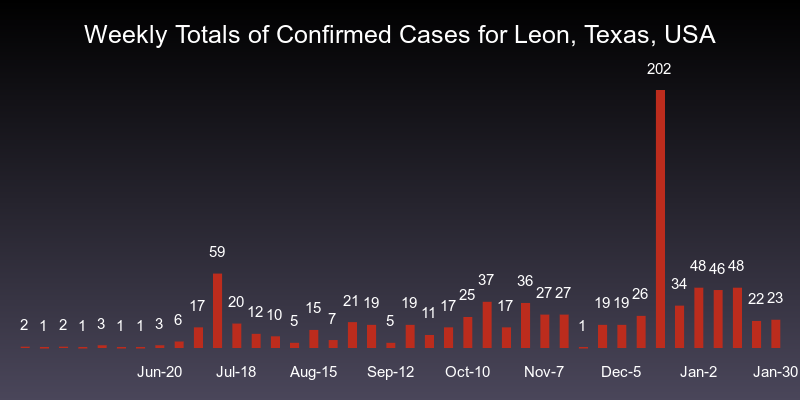 Weekly Totals of Confirmed Cases for Leon, Texas, USA
202
59
48 46 48
37 36
34
25 27 27 26
20 21 19 19 19 19 22 23
17 12 10 15 11 17 17
2 1 2 1 3 1 1 3 6 5 7 5 1
Jun-20 Jul-18 Aug-15 Sep-12 Oct-10 Nov-7 Dec-5 Jan-2 Jan-30